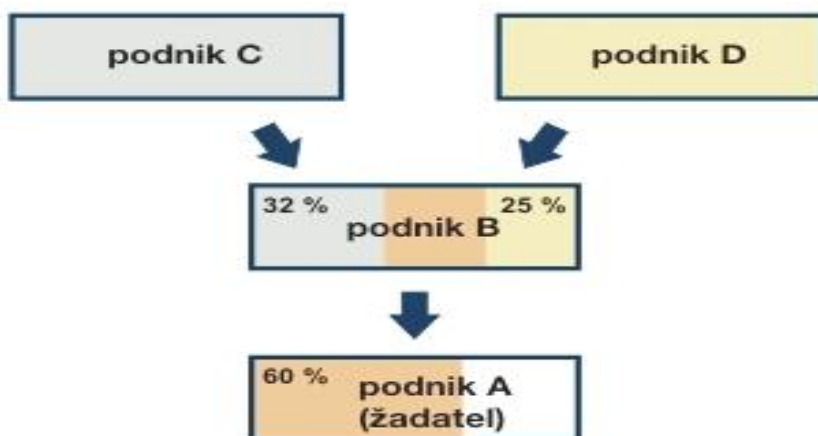 podnik C
podnik D
32 %
25 %
podnik B
60 %
podnik A
(žadatel)